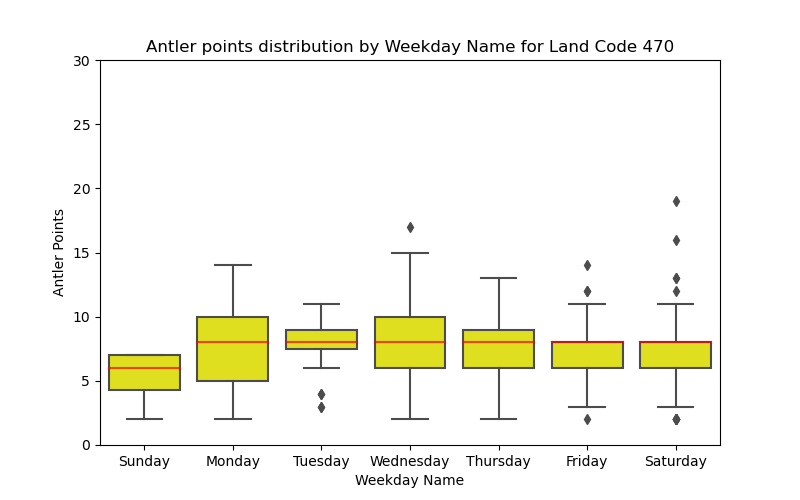 Antler points distribution by Weekday Name for Land Code 470
30
25
20
15
10
5
0
Antler Points
Sunday Monday Tuesday Wednesday Thursday Friday Saturday
Weekday Name